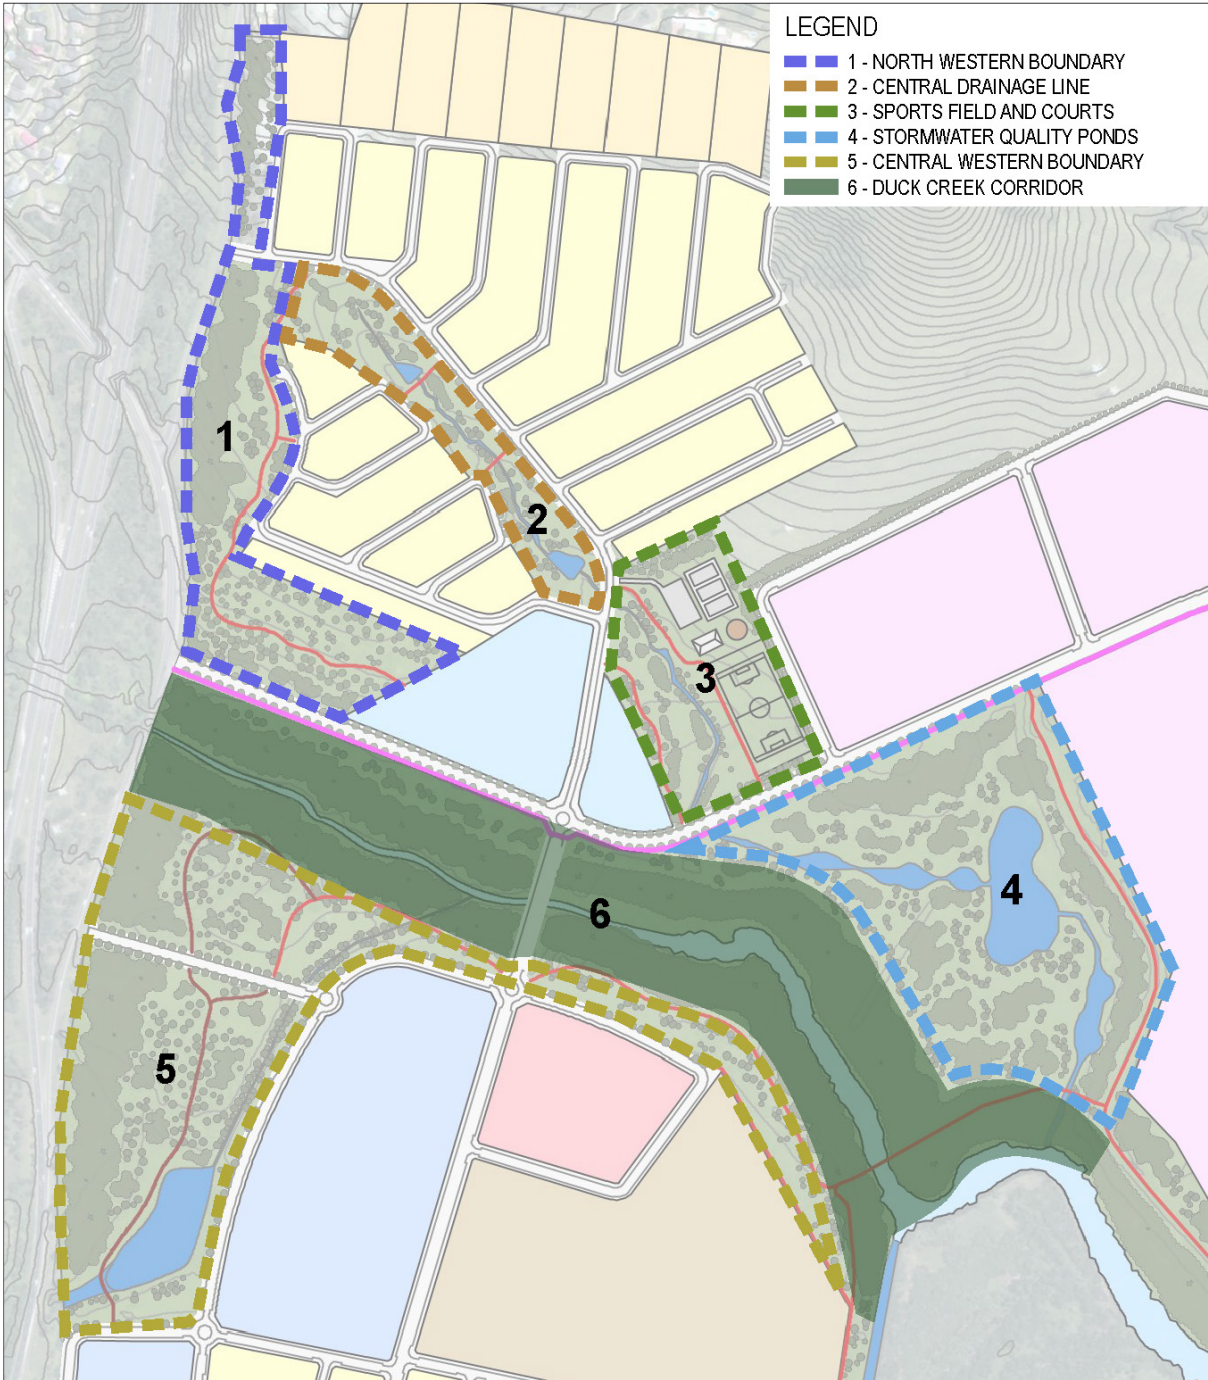 LEGEND
1 - NORTH WESTERN BOUNDARY
2 - CENTRAL DRAINAGE LINE
3 - SPORTS FIELD AND COURTS
4 - STORMWATER QUALITY PONDS
5 - CENTRAL WESTERN BOUNDARY
6 - DUCK CREEK CORRIDOR
1
2
3
4
6
5